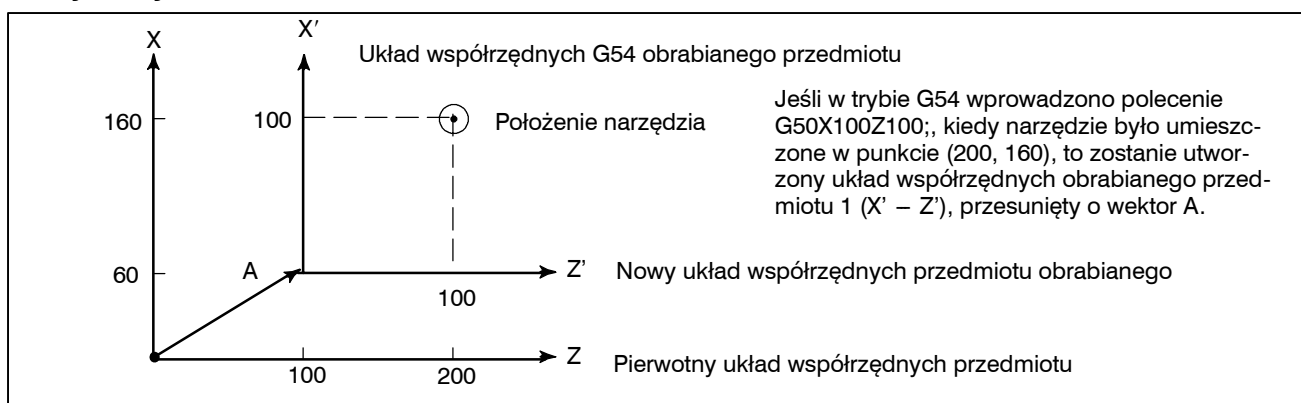 X
X′
Układ współrzędnych G54 obrabianego przedmiotu
160
100
Położenie narzędzia
Jeśli w trybie G54 wprowadzono polecenie
G50X100Z100;, kiedy narzędzie było umieszc-
zone w punkcie (200, 160), to zostanie utwor-
zony układ współrzędnych obrabianego przed-
miotu 1 (X’ – Z’), przesunięty o wektor A.
60
A
Z’
Nowy układ współrzędnych przedmiotu obrabianego
100
Z
Pierwotny układ współrzędnych przedmiotu
100
200